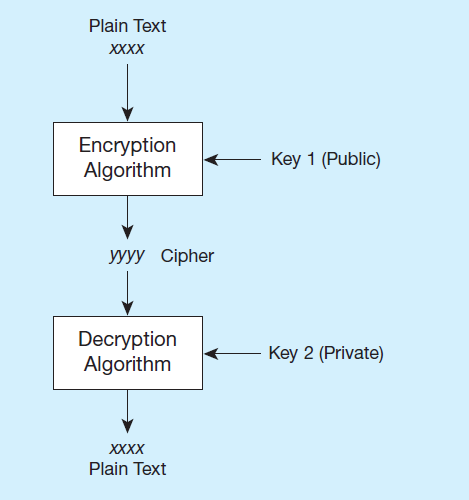 Plain Text
xxxx
Encryption
Algorithm
Key 1 (Public)
yyyy Cipher
Decryption
Algorithm
Key 2 (Private)
xxxx
Plain Text